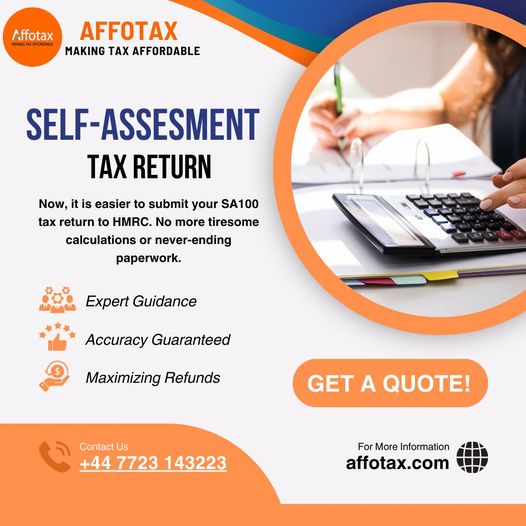 Affotax
MAKING TAX AFFORDABLE
AFFOTAX
MAKING TAX AFFORDABLE
SELF-ASSESMENT
TAX RETURN
Now, it is easier to submit your SA100
tax return to HMRC. No more tiresome
calculations or never-ending
paperwork.
Expert Guidance
Accuracy Guaranteed
Maximizing Refunds
GET A QUOTE!
Contact Us
+44 7723 143223
For More Information
affotax.com